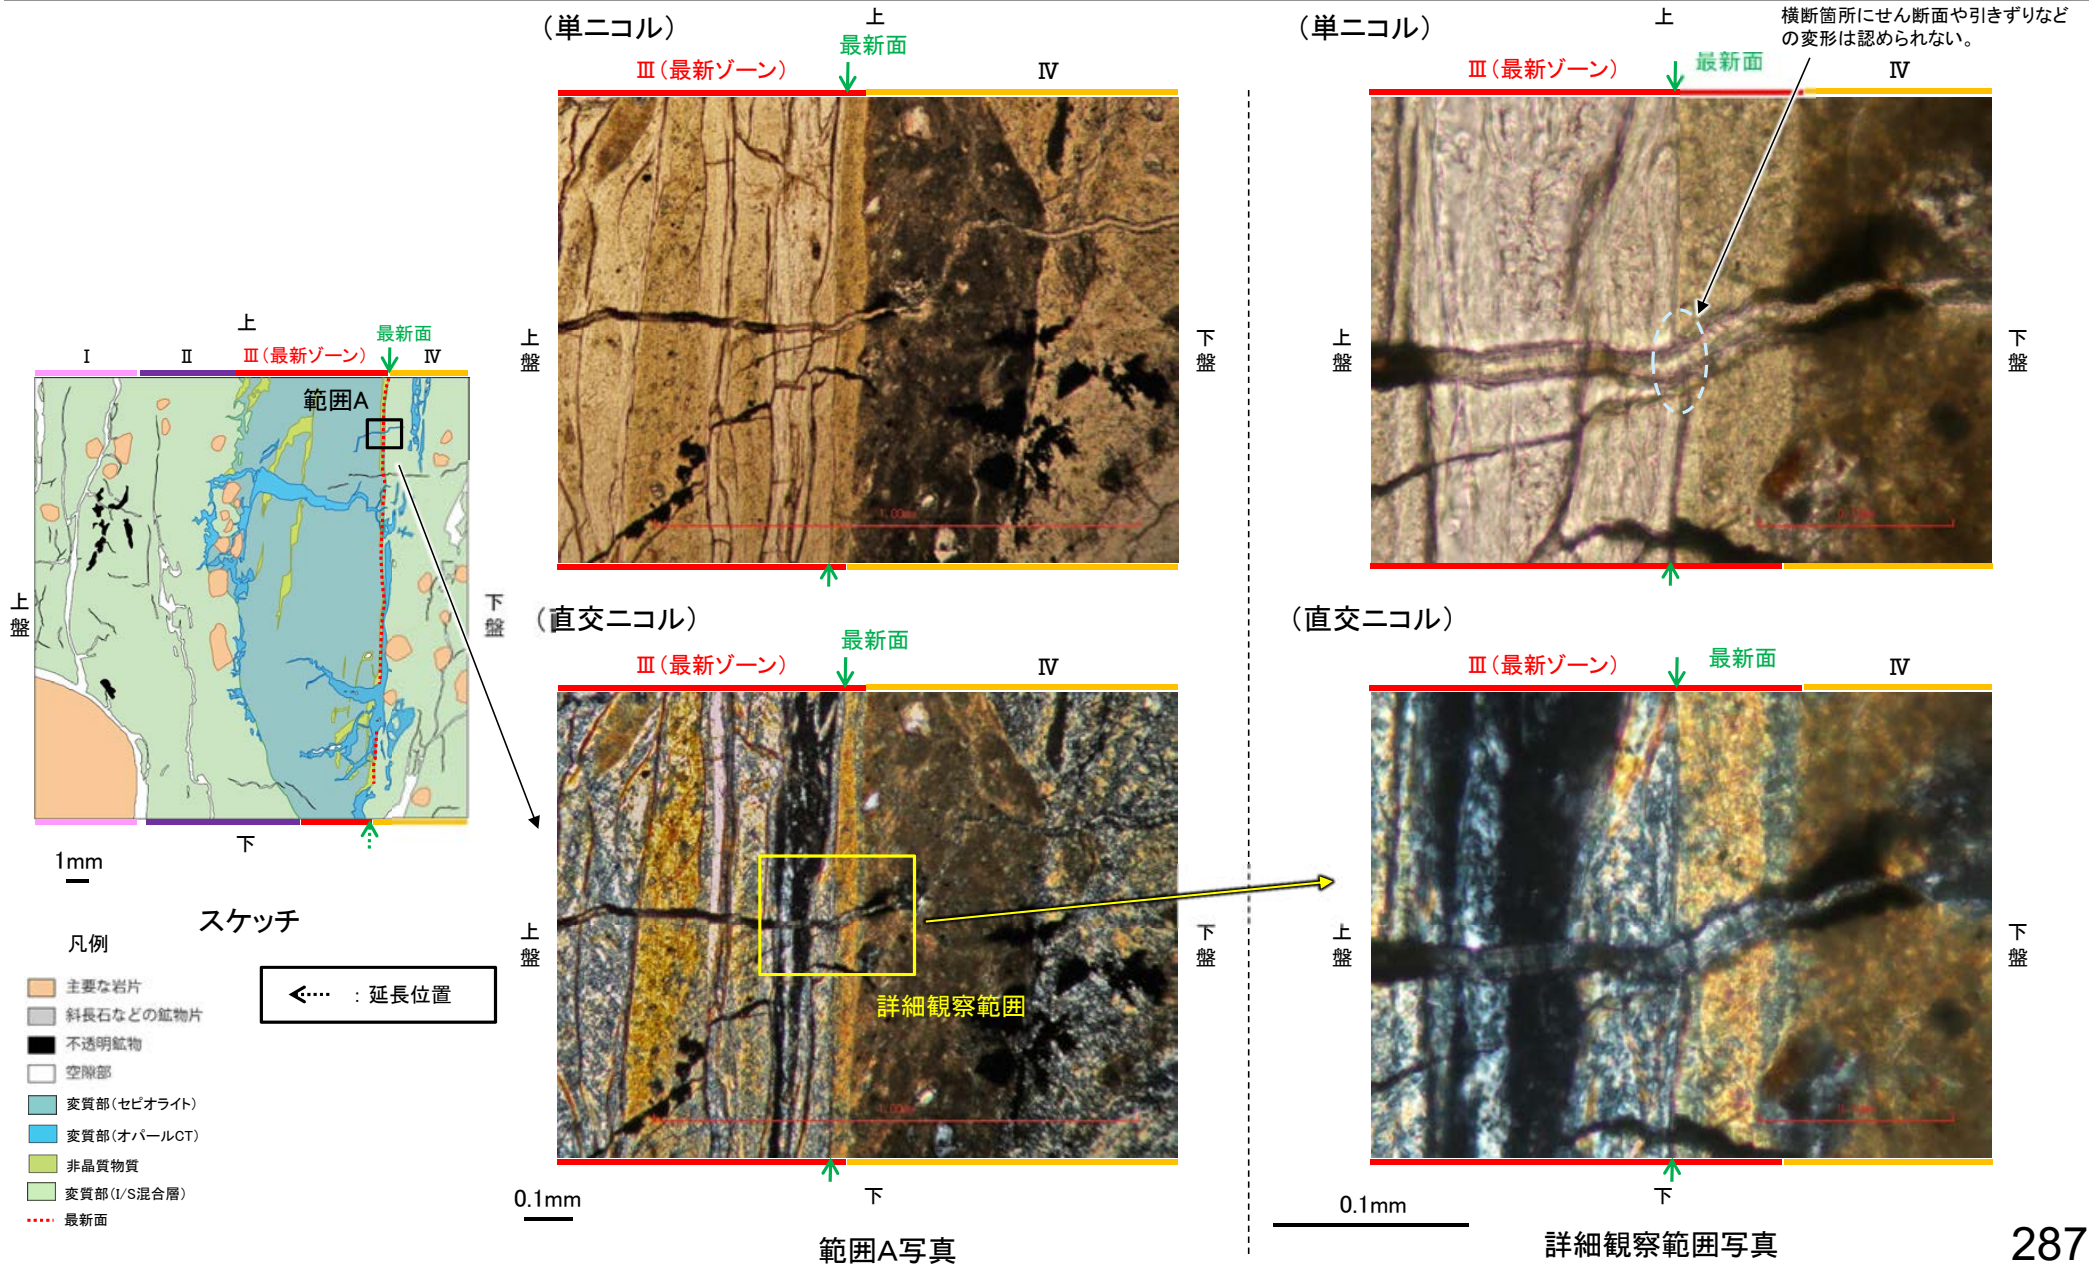 上
最新面
I
II
III(最新ゾーン)
IV
範囲A
上盤
下盤
下
1mm
スケッチ
凡例
主要な岩片
斜長石などの鉱物片
不透明鉱物
空隙部
変質部(セピオライト)
変質部(オパールCT)
非晶質物質
変質部(I/S混合層)
最新面
:延長位置
(単ニコル)
上
最新面
III(最新ゾーン)
IV
上盤
下盤
1.00mm
(直交ニコル)
最新面
III(最新ゾーン)
IV
上盤
下盤
詳細観察範囲
1.00mm
0.1mm
下
範囲A写真
(単ニコル)
上
横断箇所にせん断面や引きずりなど
の変形は認められない。
最新面
III(最新ゾーン)
IV
上盤
下盤
(直交ニコル)
最新面
III(最新ゾーン)
IV
上盤
下盤
0.1mm
下
詳細観察範囲写真
287